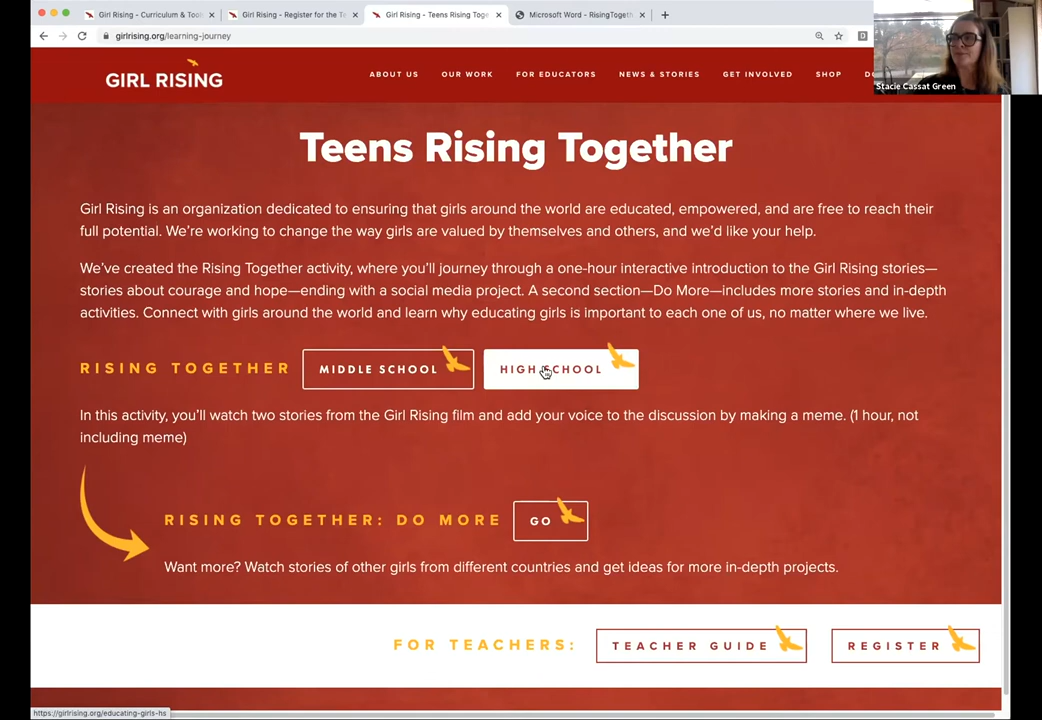 Girl Rising - Curriculum & Too
Girl Rising - Register for the Te
Girl Rising - Teens Rising Toge
Microsoft Word - RisingTogeth
girlrising.org/learning-journey
Stacie Cassat Green
GIRL RISING
ABOUT US
OUR WORK
FOR EDUCATORS
NEWS & STORIES
GET INVOLVED
SHOP
Teens Rising Together
Girl Rising is an organization dedicated to ensuring that girls around the world are educated, empowered, and are free to reach their
full potential. We're working to change the way girls are valued by themselves and others, and we'd like your help.
We've created the Rising Together activity, where you'll journey through a one-hour interactive introduction to the Girl Rising stories—
stories about courage and hope—ending with a social media project. A second section—Do More—includes more stories and in-depth
activities. Connect with girls around the world and learn why educating girls is important to each one of us, no matter where we live.
RISING TOGETHER
MIDDLE SCHOOL
HIGH SCHOOL
In this activity, you'll watch two stories from the Girl Rising film and add your voice to the discussion by making a meme. (1 hour, not
including meme)
RISING TOGETHER: DO MORE
GO
Want more? Watch stories of other girls from different countries and get ideas for more in-depth projects.
FOR TEACHERS:
TEACHER GUIDE
REGISTER
https://girlrising.org/educating-girls-hs